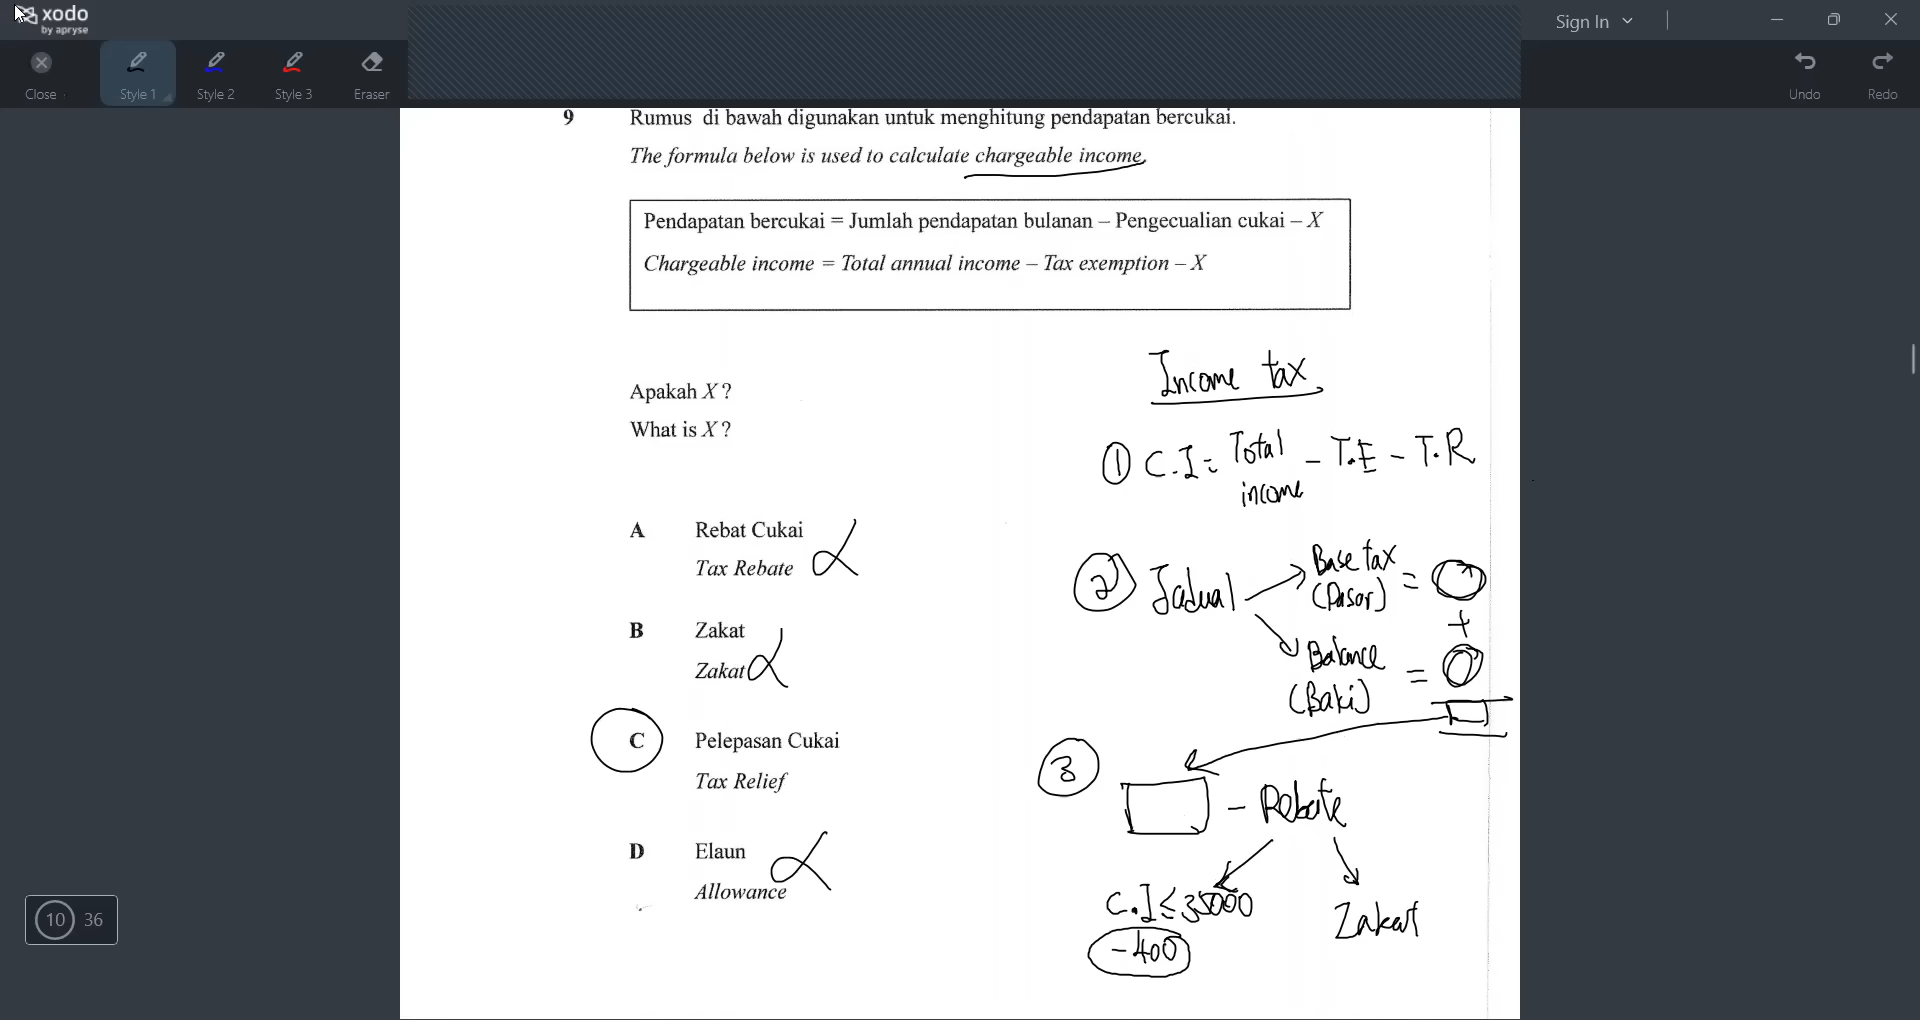 xodo
by apryse
Sign In
Close
Style 1
Style 2
Style 3
Eraser
Undo
Redo
9 Rumus di bawah digunakan untuk menghitung pendapatan bercukai.
The formula below is used to calculate chargeable income.
Pendapatan bercukai = Jumlah pendapatan bulanan – Pengecualian cukai – X
Chargeable income = Total annual income – Tax exemption – X
Apakah X ?
What is X ?
A Rebat Cukai
Tax Rebate
B Zakat
Zakat
C Pelepasan Cukai
Tax Relief
D Elaun
Allowance
Income tax
① C.I = Total income – T.E – T.R
② Jadual
Base tax
(Dasar) =
+
Balance
(Baki) =
③ – Rebate
C.I ≤ 35000
– 400
Zakat
10 36